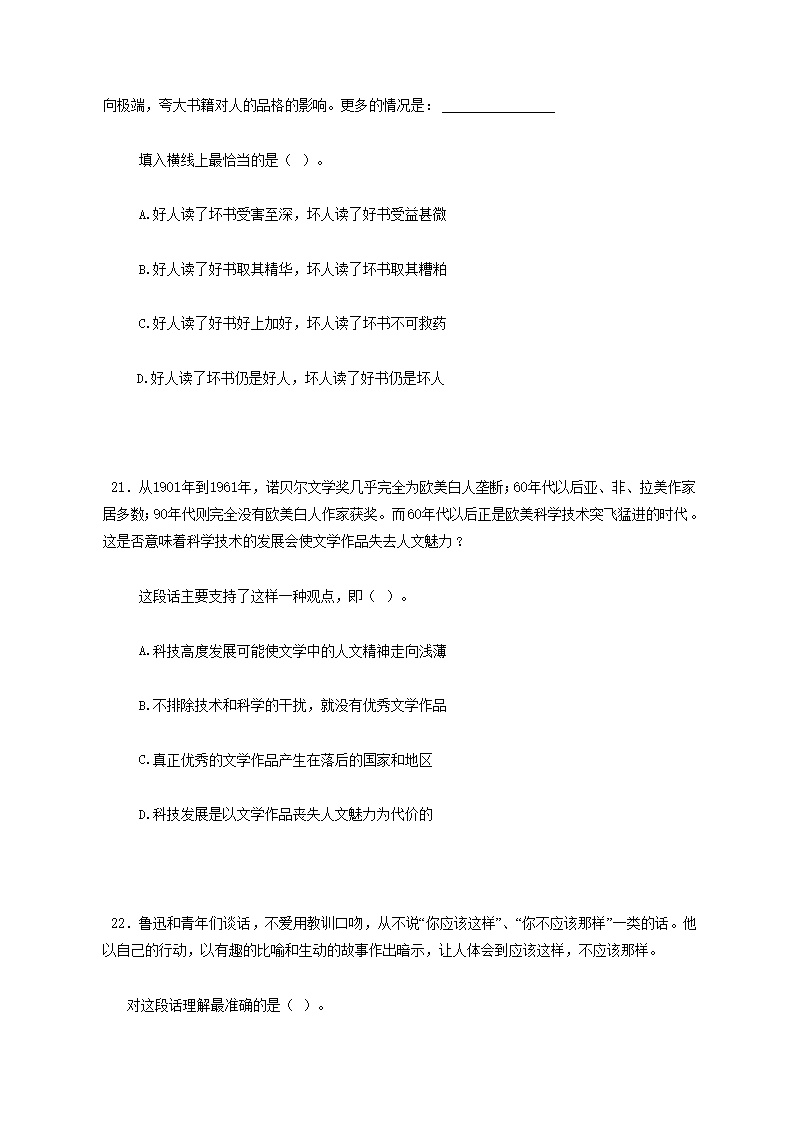 向极端，夸大书籍对人的品格的影响。更多的情况是：________________
填入横线上最恰当的是（ ）。
A.好人读了坏书受害至深，坏人读了好书受益甚微
B.好人读了好书取其精华，坏人读了坏书取其糟粕
C.好人读了好书好上加好，坏人读了坏书不可救药
D.好人读了坏书仍是好人，坏人读了好书仍是坏人
21．从1901年到1961年，诺贝尔文学奖几乎完全为欧美白人垄断；60年代以后亚、非、拉美作家
居多数；90年代则完全没有欧美白人作家获奖。而60年代以后正是欧美科学技术突飞猛进的时代。
这是否意味着科学技术的发展会使文学作品失去人文魅力？
这段话主要支持了这样一种观点，即（ ）。
A.科技高度发展可能使文学中的人文精神走向浅薄
B.不排除技术和科学的干扰，就没有优秀文学作品
C.真正优秀的文学作品产生在落后的国家和地区
D.科技发展是以文学作品丧失人文魅力为代价的
22．鲁迅和青年们谈话，不爱用教训口吻，从不说“你应该这样”、“你不应该那样”一类的话。他
以自己的行动，以有趣的比喻和生动的故事作出暗示，让人体会到应该这样，不应该那样。
对这段话理解最准确的是（ ）。